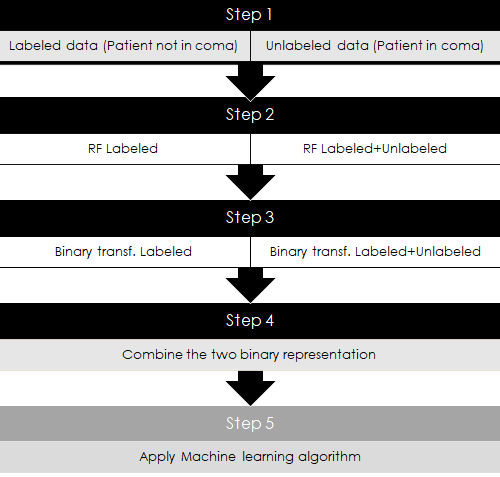 Step 1
Labeled data (Patient not in coma)
Unlabeled data (Patient in coma)
Step 2
RF Labeled
RF Labeled+Unlabeled
Step 3
Binary transf. Labeled
Binary transf. Labeled+Unlabeled
Step 4
Combine the two binary representation
Step 5
Apply Machine learning algorithm